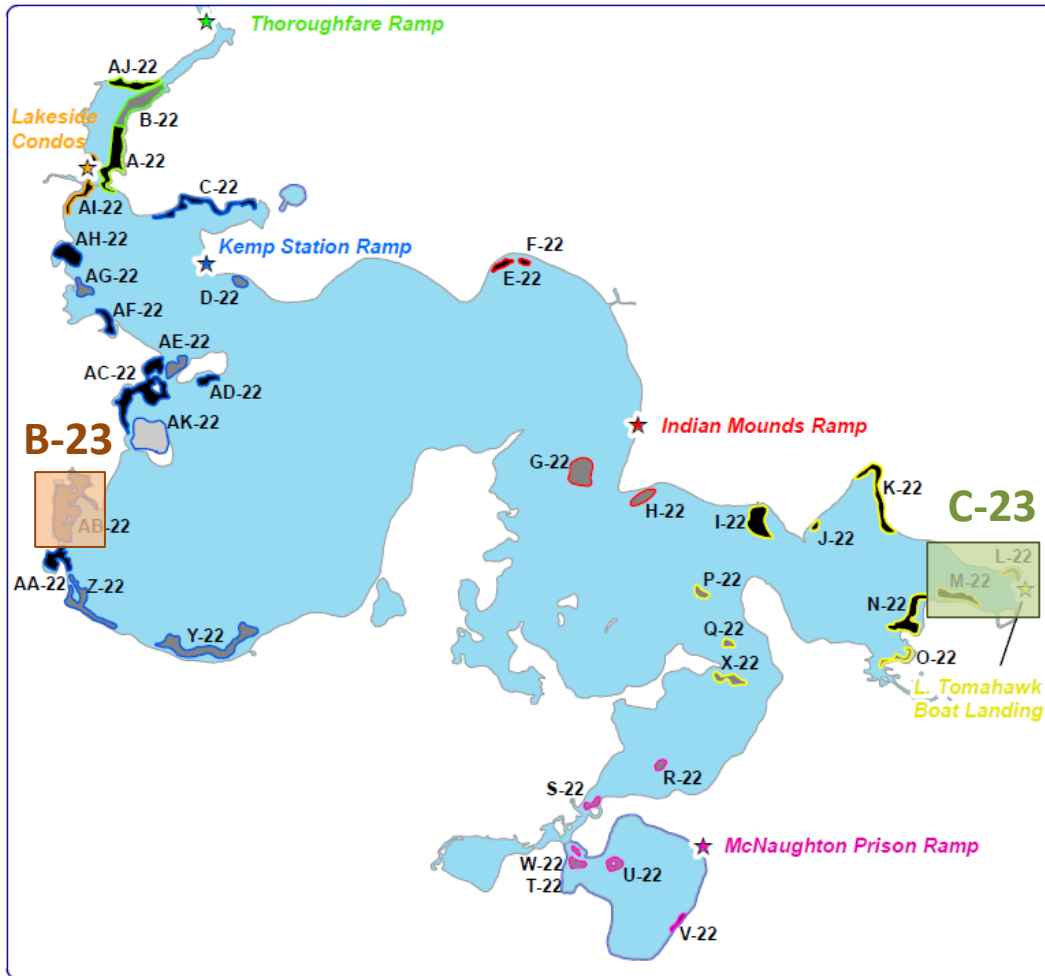 Thoroughfare Ramp
AJ-22
Lakeside
Condos
B-22
A-22
C-22
AI-22
AH-22
Kemp Station Ramp
F-22
E-22
AG-22
D-22
AF-22
AE-22
AC-22
AD-22
AK-22
B-23
Indian Mounds Ramp
G-22
K-22
C-23
H-22
I-22
AB-22
J-22
L-22
AA-22
Z-22
P-22
M-22
N-22
Y-22
Q-22
O-22
X-22
L. Tomahawk
Boat Landing
R-22
S-22
McNaughton Prison Ramp
W-22
U-22
T-22
V-22